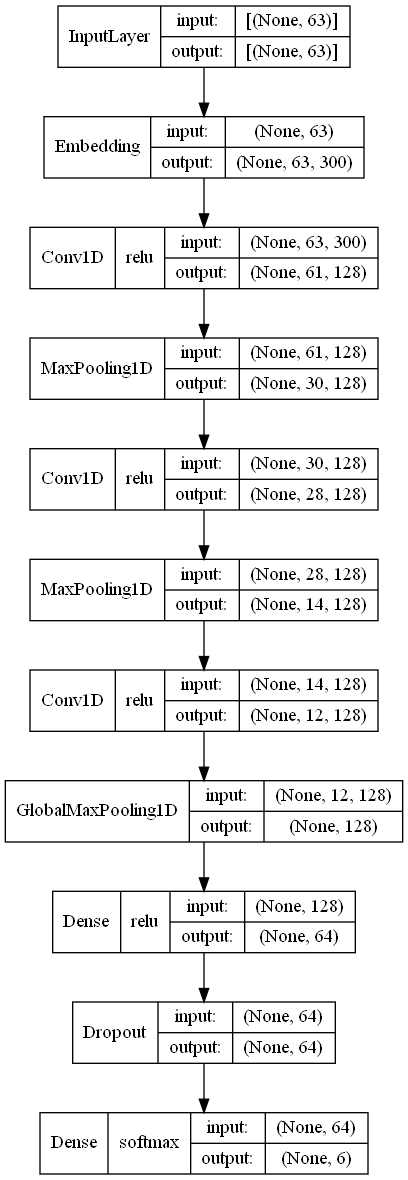 InputLayer input: [(None, 63)]
output: [(None, 63)]
Embedding input: (None, 63)
output: (None, 63, 300)
Conv1D relu input: (None, 63, 300)
output: (None, 61, 128)
MaxPooling1D input: (None, 61, 128)
output: (None, 30, 128)
Conv1D relu input: (None, 30, 128)
output: (None, 28, 128)
MaxPooling1D input: (None, 28, 128)
output: (None, 14, 128)
Conv1D relu input: (None, 14, 128)
output: (None, 12, 128)
GlobalMaxPooling1D input: (None, 12, 128)
output: (None, 128)
Dense relu input: (None, 128)
output: (None, 64)
Dropout input: (None, 64)
output: (None, 64)
Dense softmax input: (None, 64)
output: (None, 6)